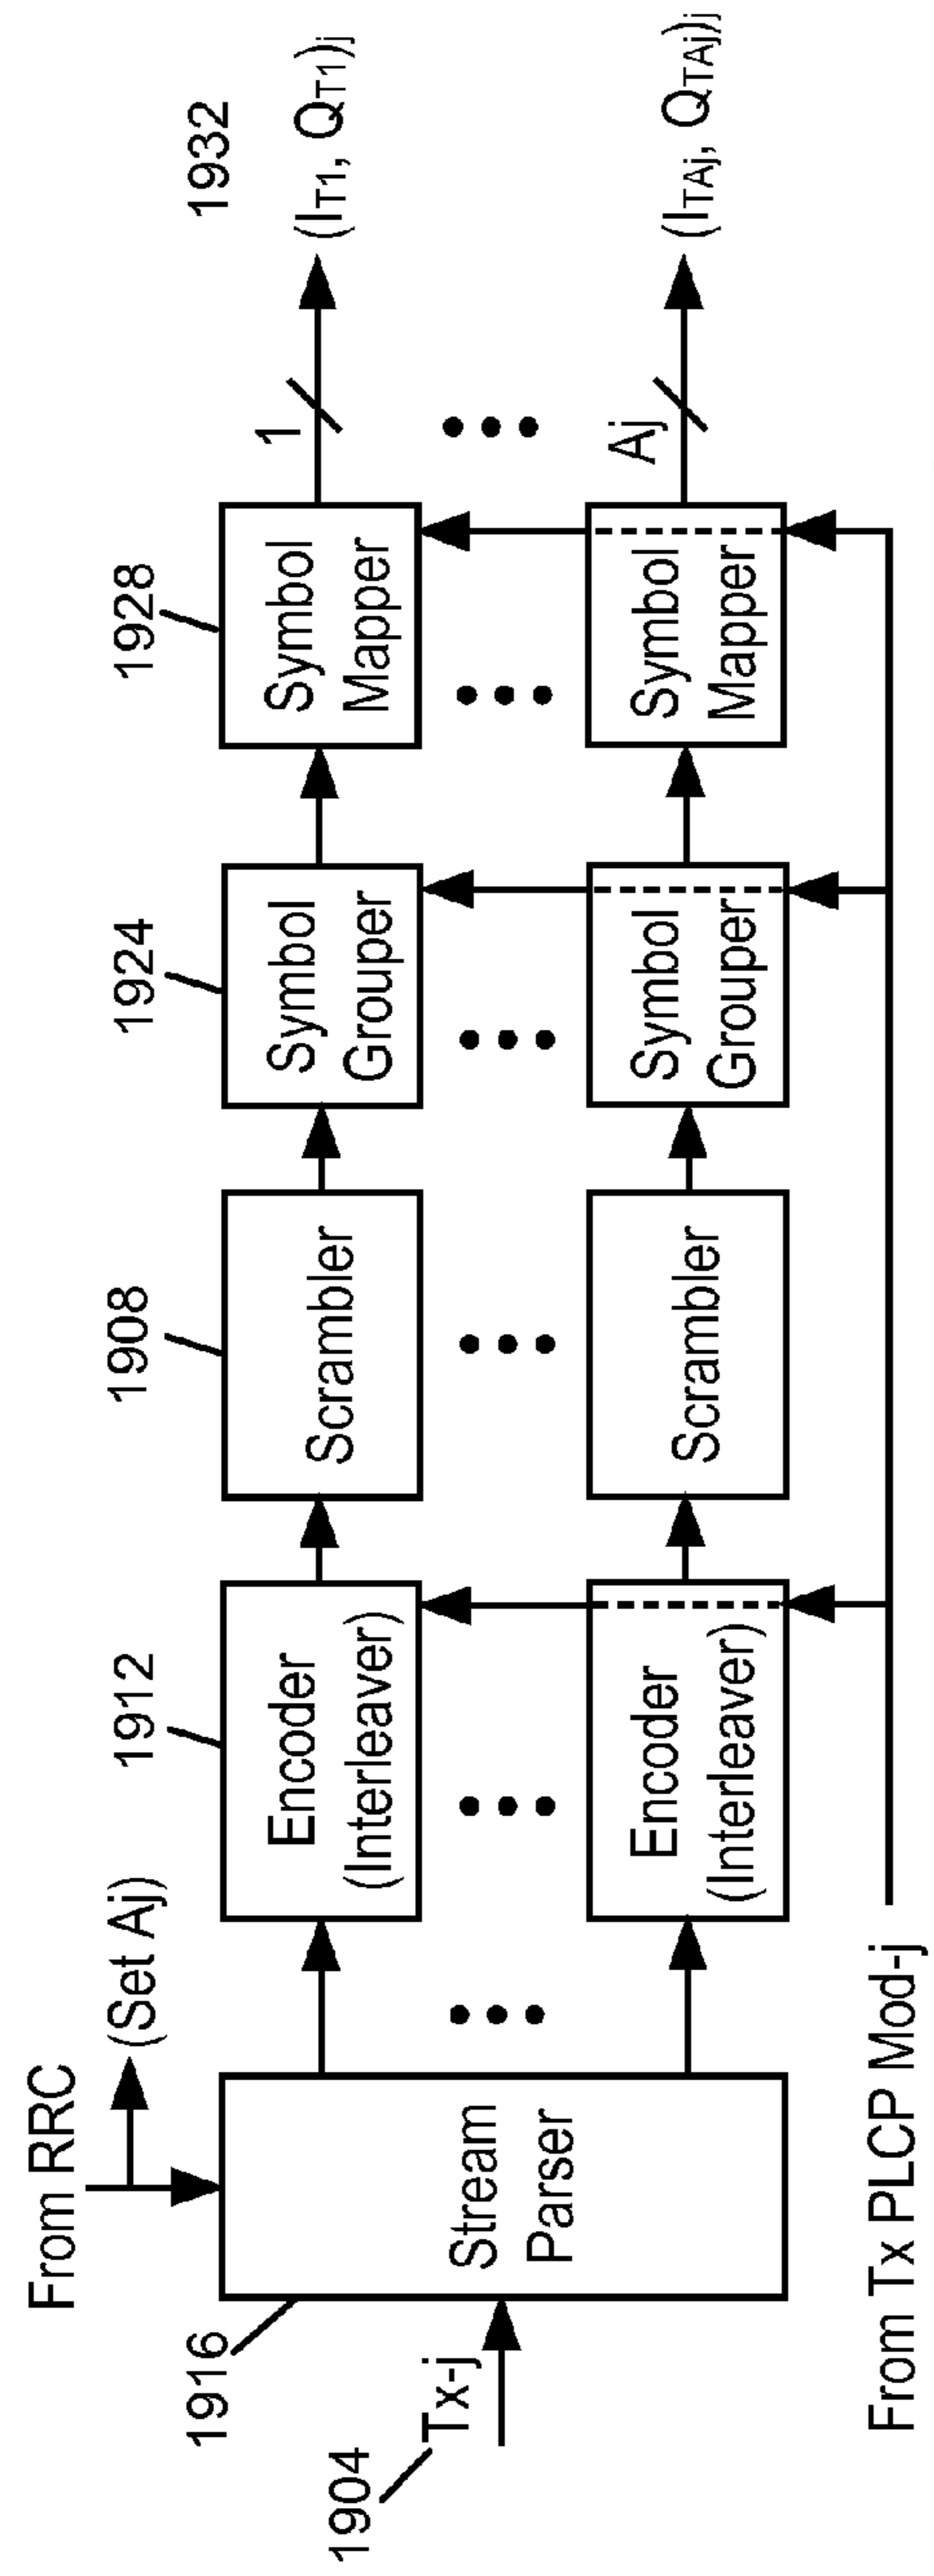 From RRC
(Set Aj)
1916
1904
Tx-j
Stream
Parser
1912
Encoder
(Interleaver)
1908
Scrambler
1924
Symbol
Grouper
1928
Symbol
Mapper
1
1932
(IT1, QT1)j
Encoder
(Interleaver)
Scrambler
Symbol
Grouper
Symbol
Mapper
Aj
(ITAj, QTAj)j
From Tx PLCP Mod-j